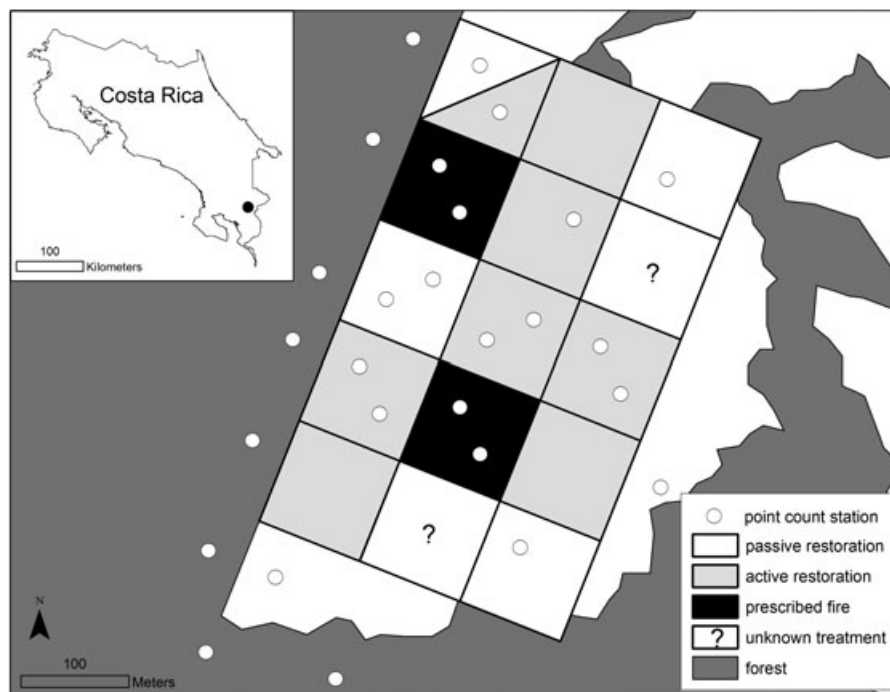 Costa Rica
100
Kilometers
?
?
point count station
passive restoration
active restoration
prescribed fire
? unknown treatment
forest
N
100
Meters